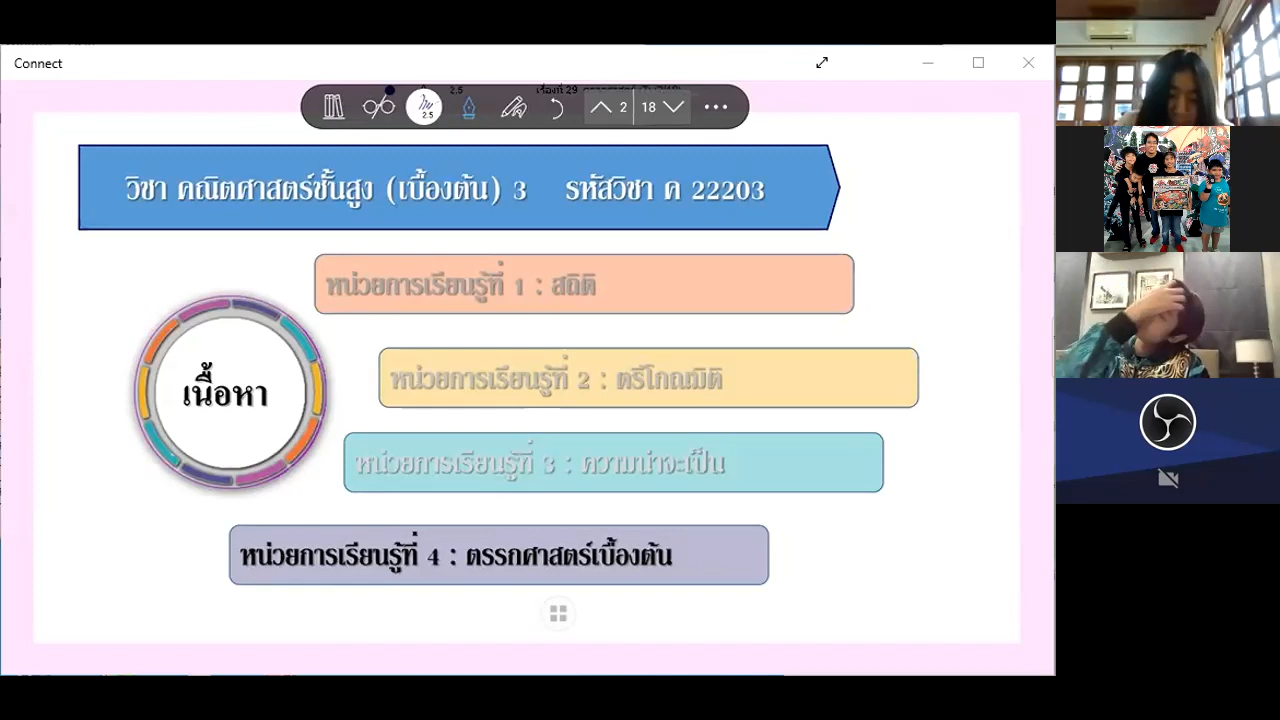 Connect
2.5
2.5
2
18
วิชา คณิตศาสตร์ชั้นสูง (เบื้องต้น) 3 รหัสวิชา ค 22203
หน่วยการเรียนรู้ที่ 1 : สถิติ
หน่วยการเรียนรู้ที่ 2 : ตรีโกณมิติ
เนื้อหา
หน่วยการเรียนรู้ที่ 3 : ความน่าจะเป็น
หน่วยการเรียนรู้ที่ 4 : ตรรกศาสตร์เบื้องต้น